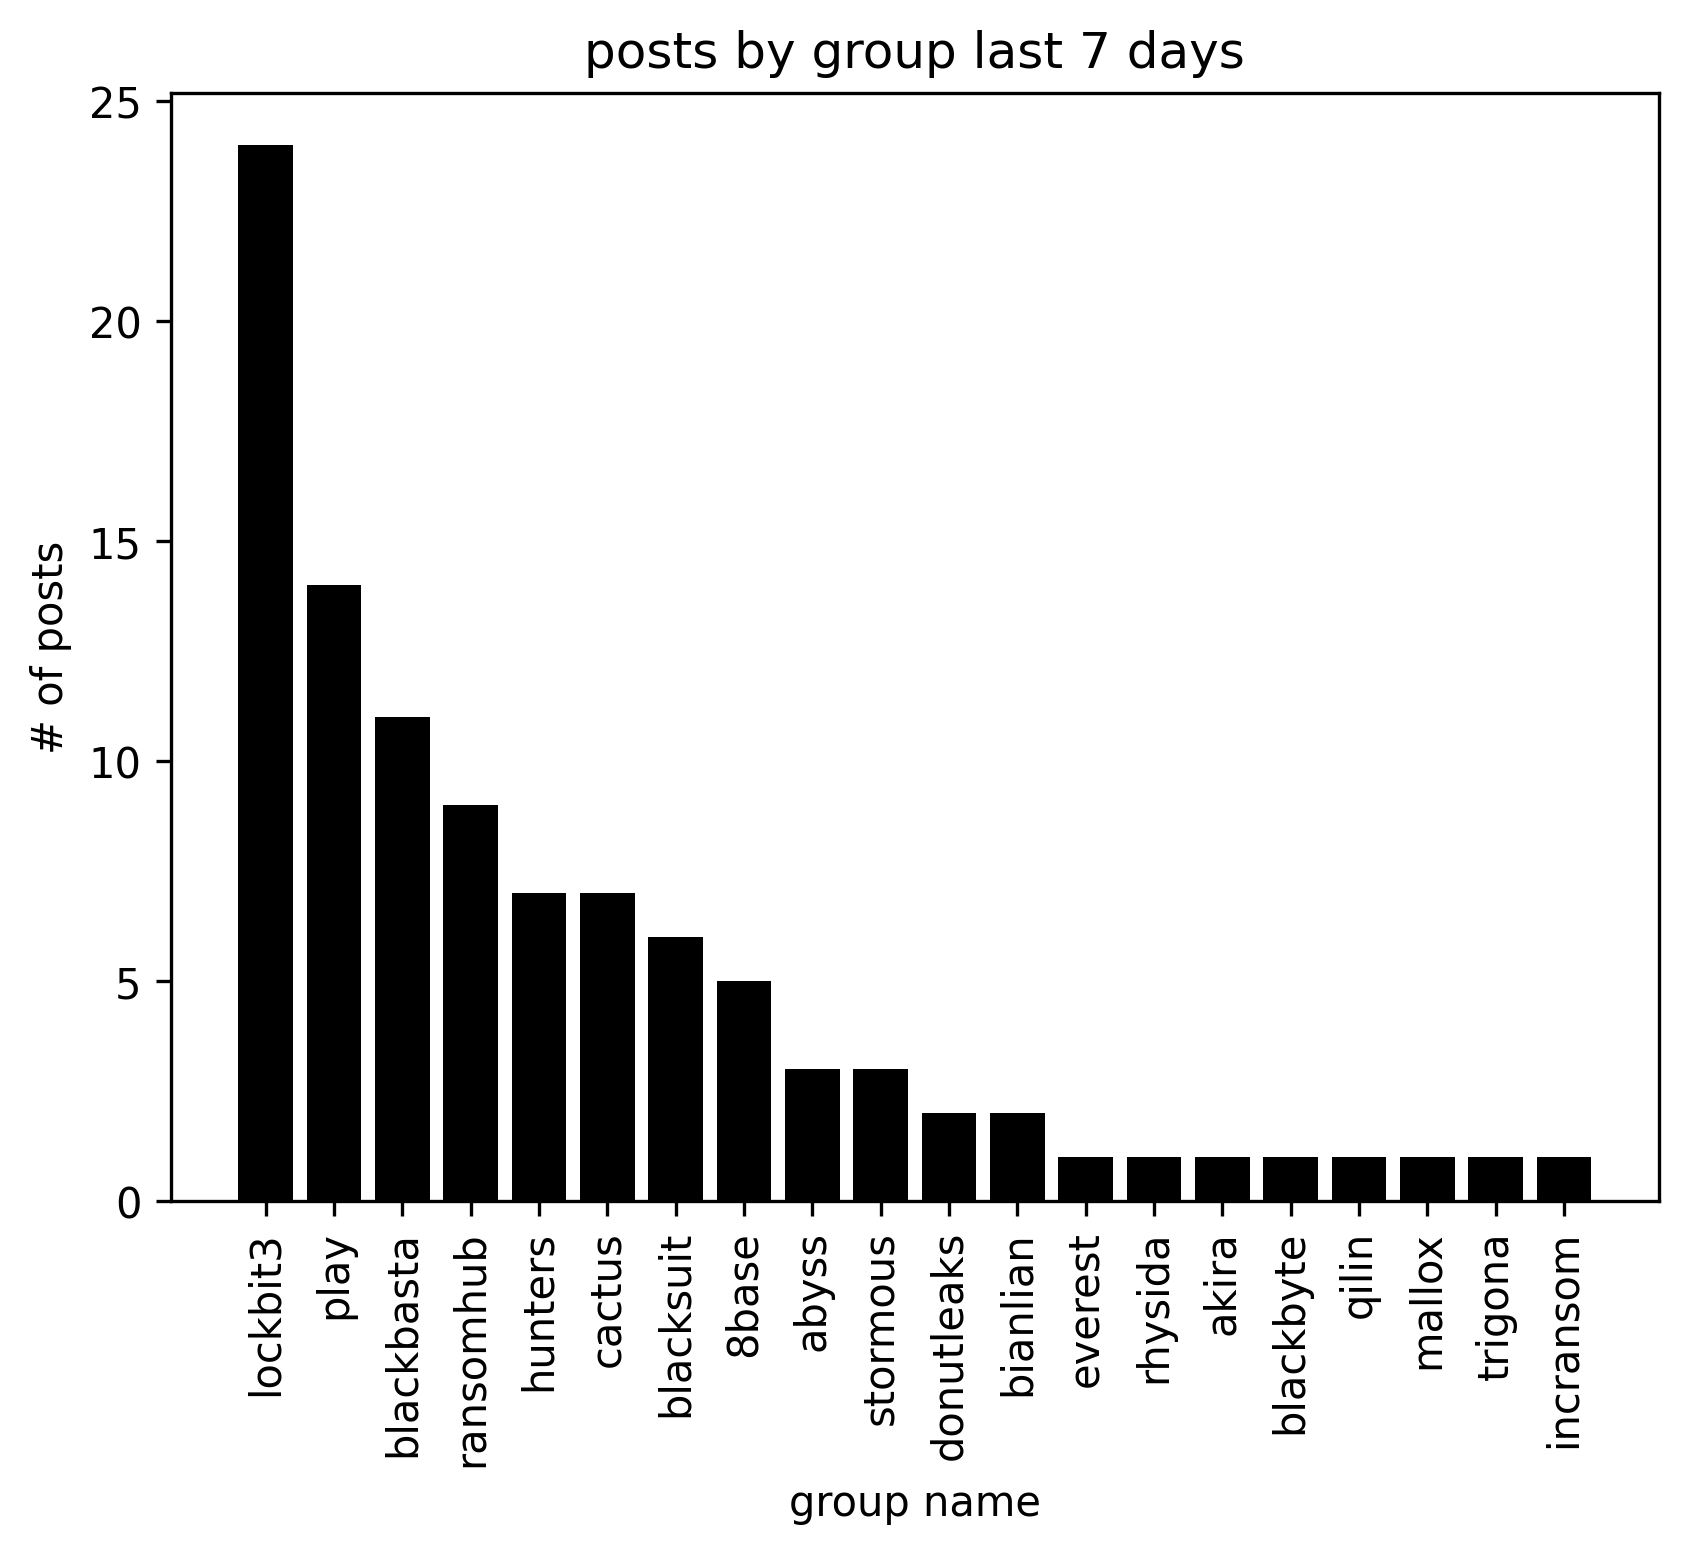 posts by group last 7 days
25
20
15
10
5
0
# of posts
lockbit3
play
blackbasta
ransomhub
hunters
cactus
blacksuit
8base
abyss
stormous
donutleaks
bianlian
everest
rhysida
akira
blackbyte
qilin
mallox
trigona
incransom
group name